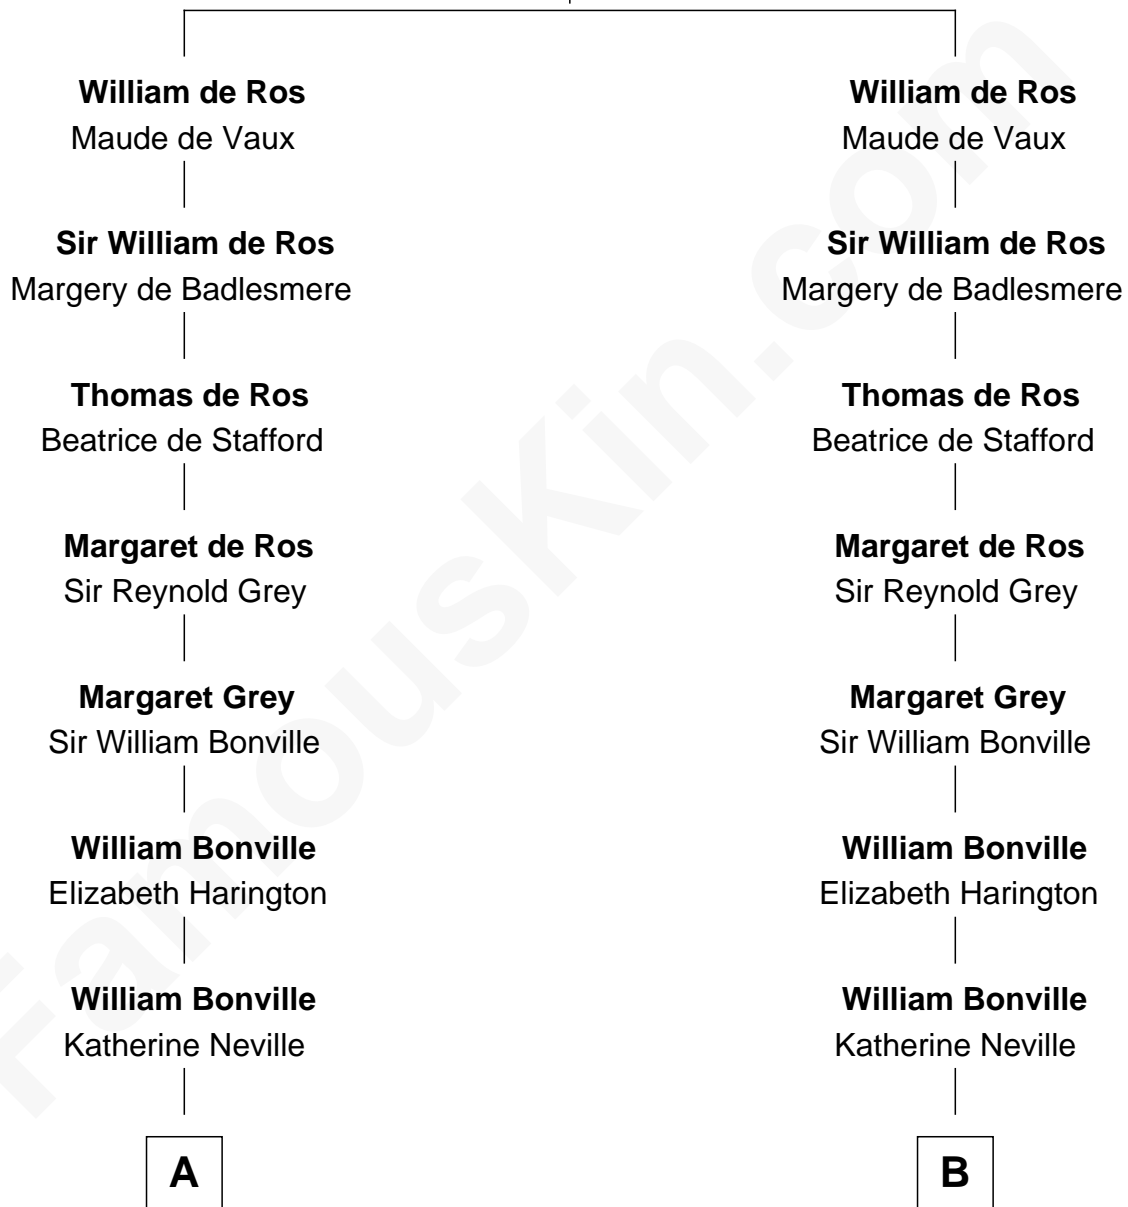 William de Ros
Maude de Vaux
Sir William de Ros
Margery de Badlesmere
Thomas de Ros
Beatrice de Stafford
Margaret de Ros
Sir Reynold Grey
Margaret Grey
Sir William Bonville
William Bonville
Elizabeth Harington
William Bonville
Katherine Neville
A
William de Ros
Maude de Vaux
Sir William de Ros
Margery de Badlesmere
Thomas de Ros
Beatrice de Stafford
Margaret de Ros
Sir Reynold Grey
Margaret Grey
Sir William Bonville
William Bonville
Elizabeth Harington
William Bonville
Katherine Neville
B
FamousKin.com